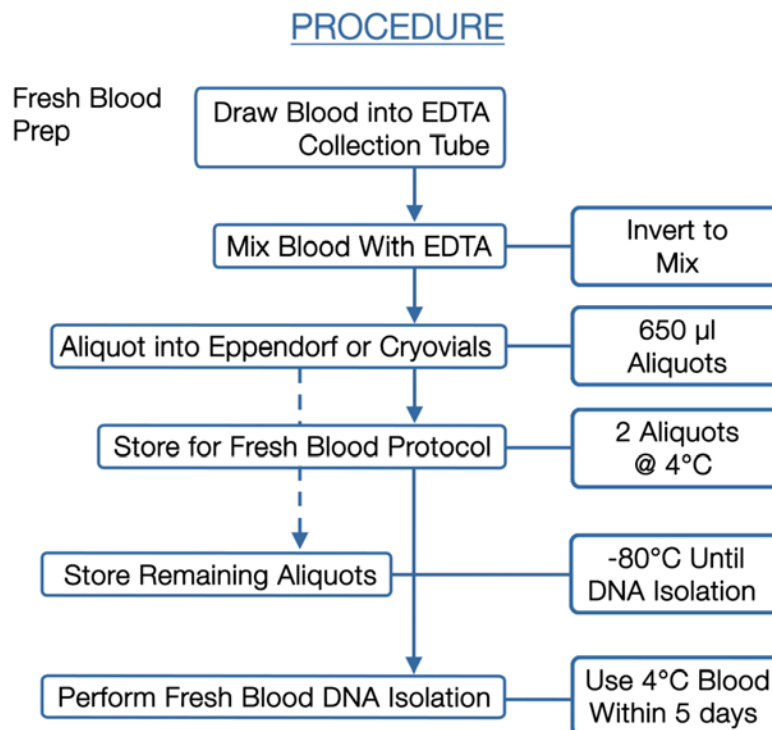 PROCEDURE
Fresh Blood
Prep
Draw Blood into EDTA
Collection Tube
Mix Blood With EDTA
Invert to
Mix
Aliquot into Eppendorf or Cryovials
650 µl
Aliquots
Store for Fresh Blood Protocol
2 Aliquots
@ 4°C
Store Remaining Aliquots
-80°C Until
DNA Isolation
Perform Fresh Blood DNA Isolation
Use 4°C Blood
Within 5 days